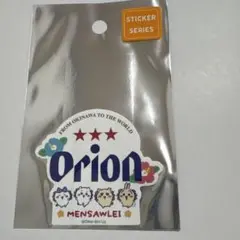 STICKER
SERIES
FROM OKINAWA TO THE WORLD
Orion
MENSAWLEI